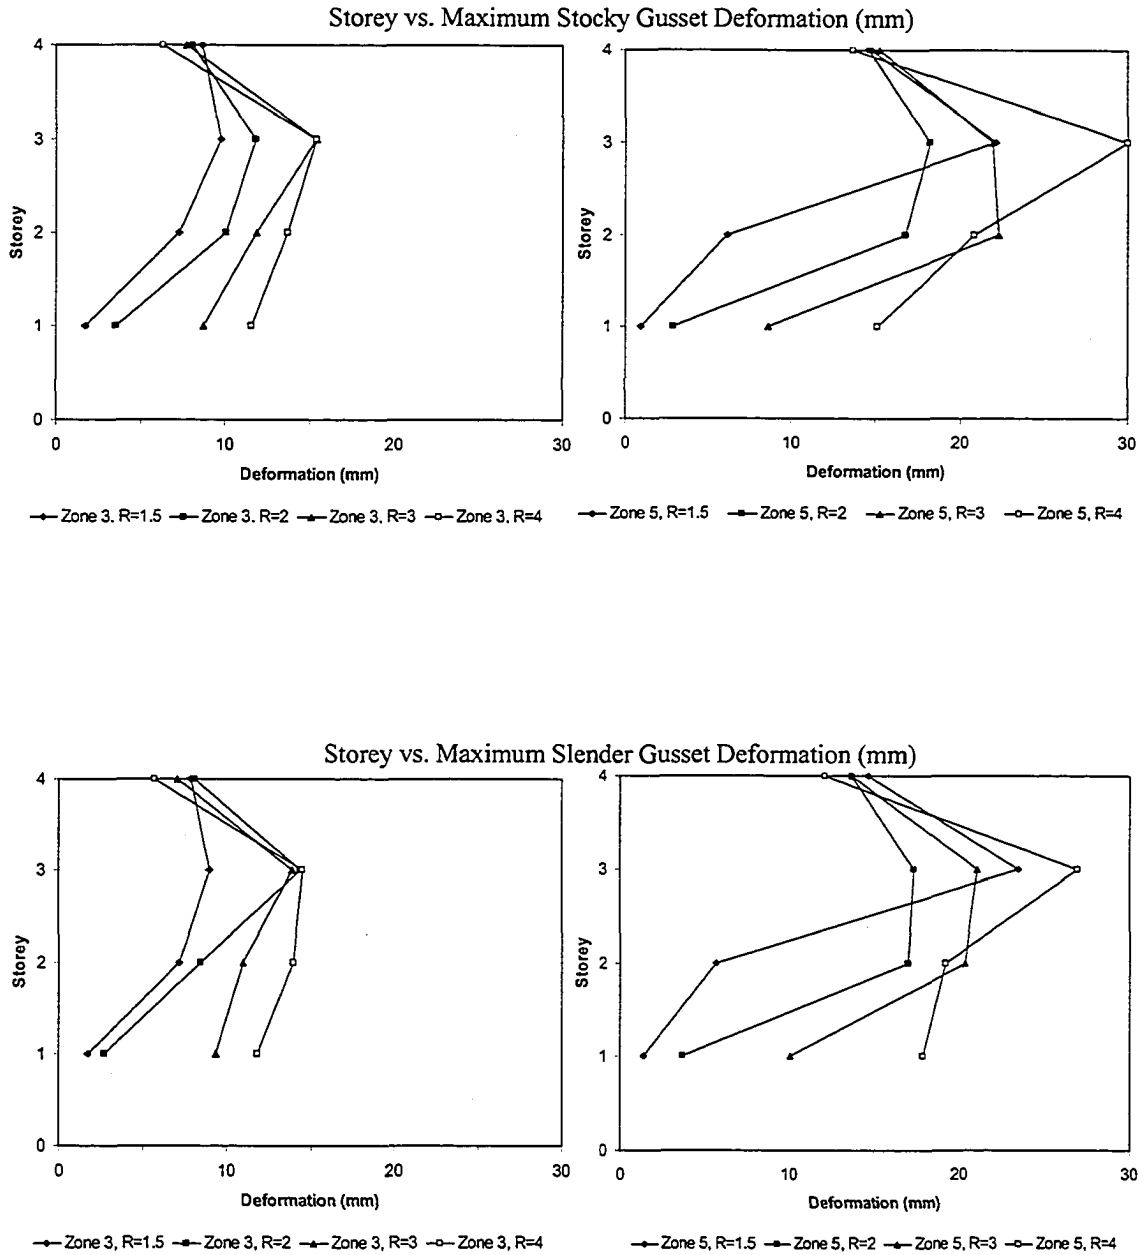 Storey vs. Maximum Stocky Gusset Deformation (mm)
4
3
2
1
0
Storey
0 10 20 30
Deformation (mm)
Zone 3. R=1.5 Zone 3. R=2 Zone 3, R=3 Zone 3, R=4
4
3
2
1
0
Storey
0 10 20 30
Deformation (mm)
Zone 5, R=1.5 Zone 5, R=2 Zone 5, R=3 Zone 5, R=4
Storey vs. Maximum Slender Gusset Deformation (mm)
4
3
2
1
0
Storey
0 10 20 30
Deformation (mm)
Zone 3, R=1.5 Zone 3, R=2 Zone 3, R=3 Zone 3, R=4
4
3
2
1
0
Storey
0 10 20 30
Deformation (mm)
Zone 5, R=1.5 Zone 5, R=2 Zone 5, R=3 Zone 5, R=4